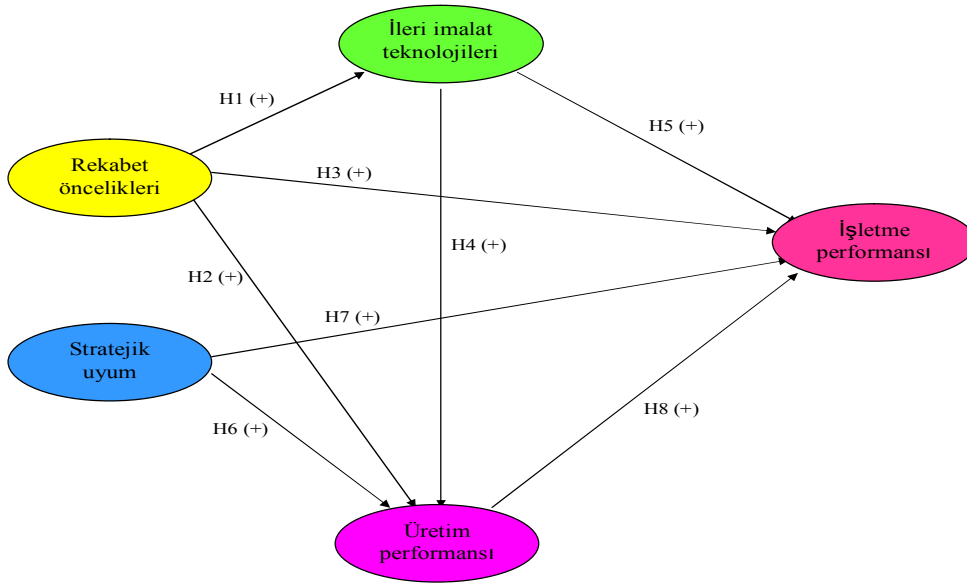 İleri imalat
teknolojileri
H1 (+)
H5 (+)
Rekabet
öncelikleri
H3 (+)
İşletme
performansı
H4 (+)
H2 (+)
H7 (+)
Stratejik
uyum
H8 (+)
H6 (+)
Üretim
performansı